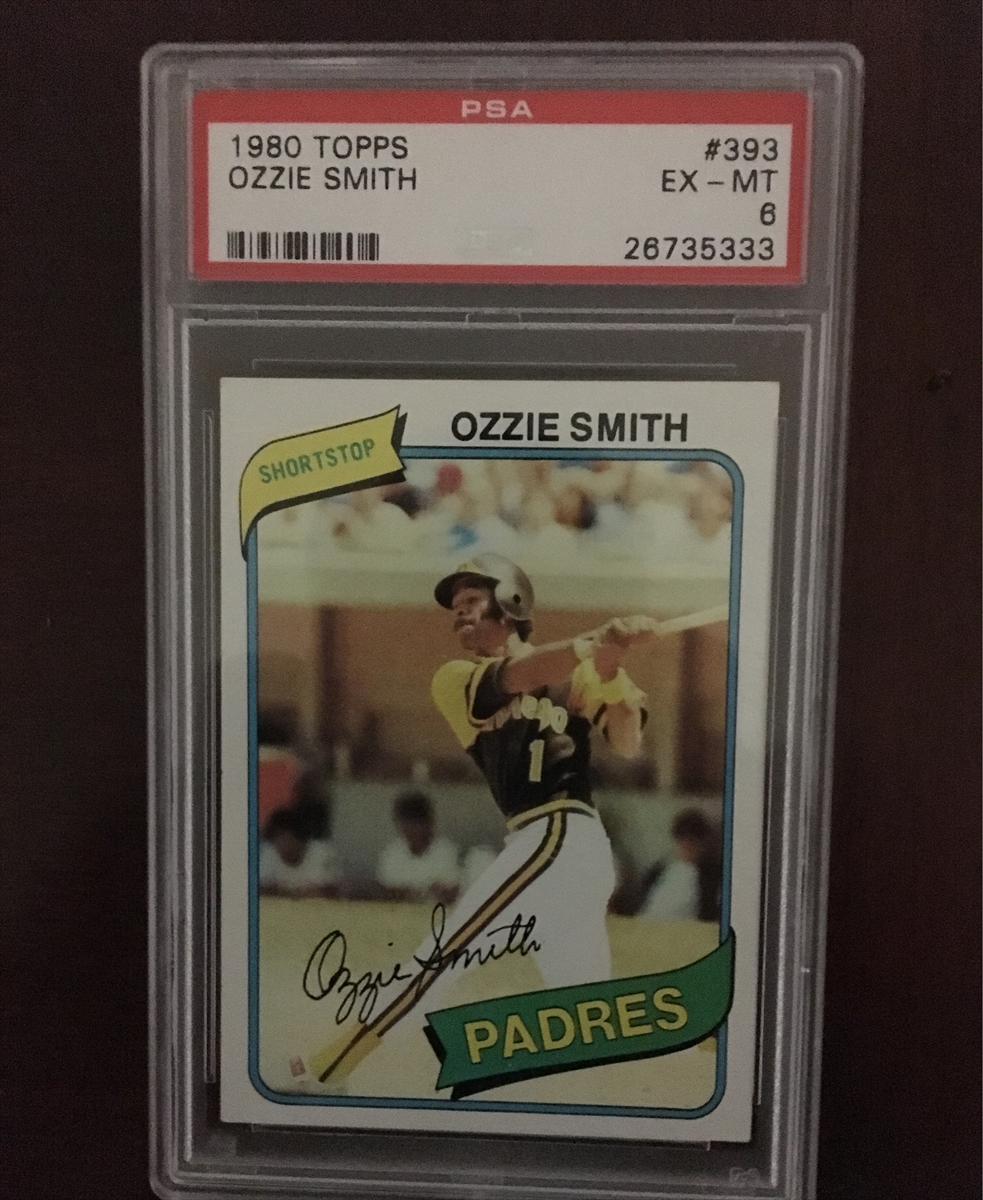 PSA
1980 TOPPS #393
OZZIE SMITH EX - MT
6
26735333
OZZIE SMITH
SHORTSTOP
1
Ozzie Smith
PADRES